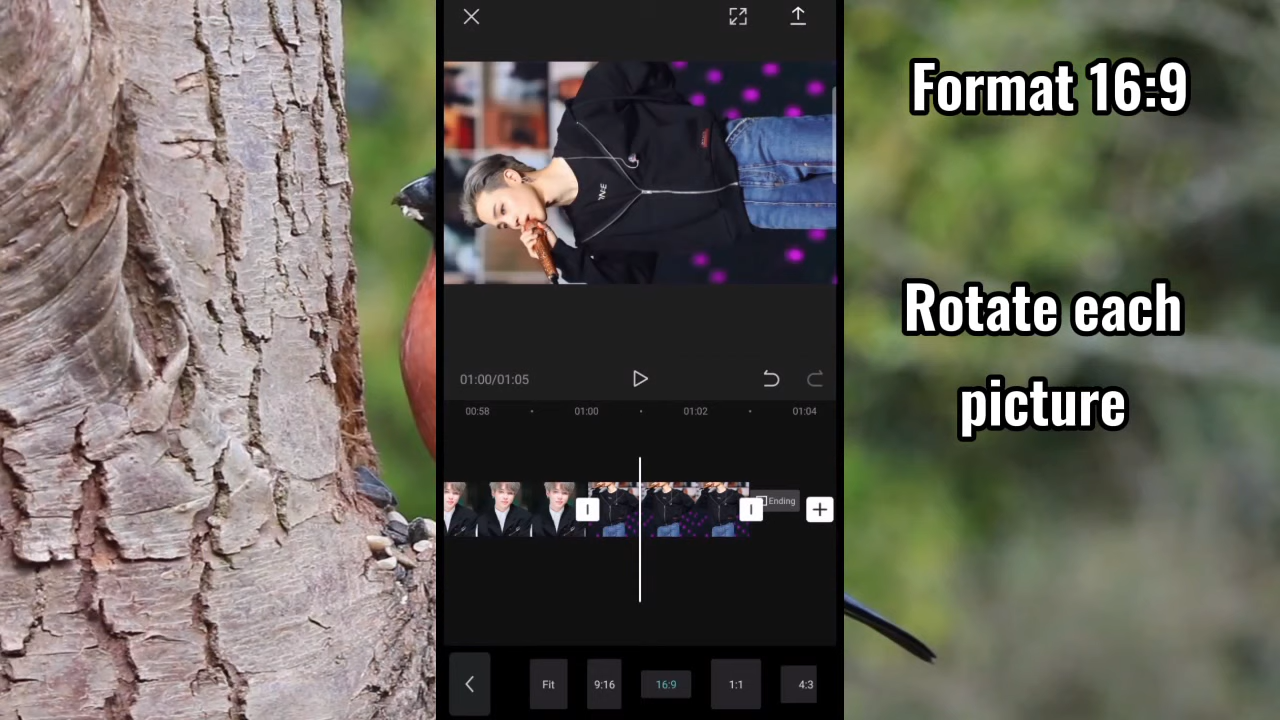 Format 16:9
Rotate each
picture
01:00/01:05
00:58
01:00
01:02
01:04
Ending
Fit
9:16
16:9
1:1
4:3